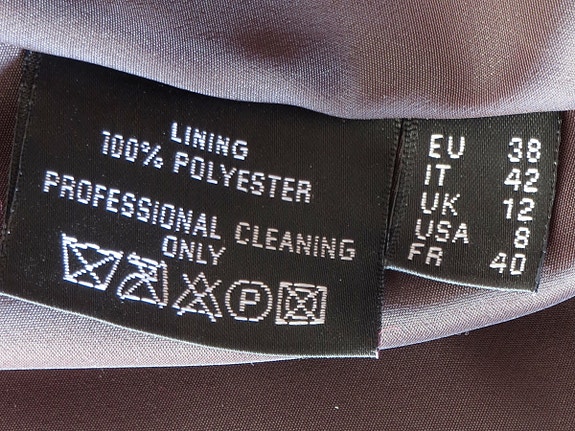 LINING
100% POLYESTER
PROFESSIONAL CLEANING
ONLY
P
EU 38
IT 42
UK 12
USA 8
FR 40